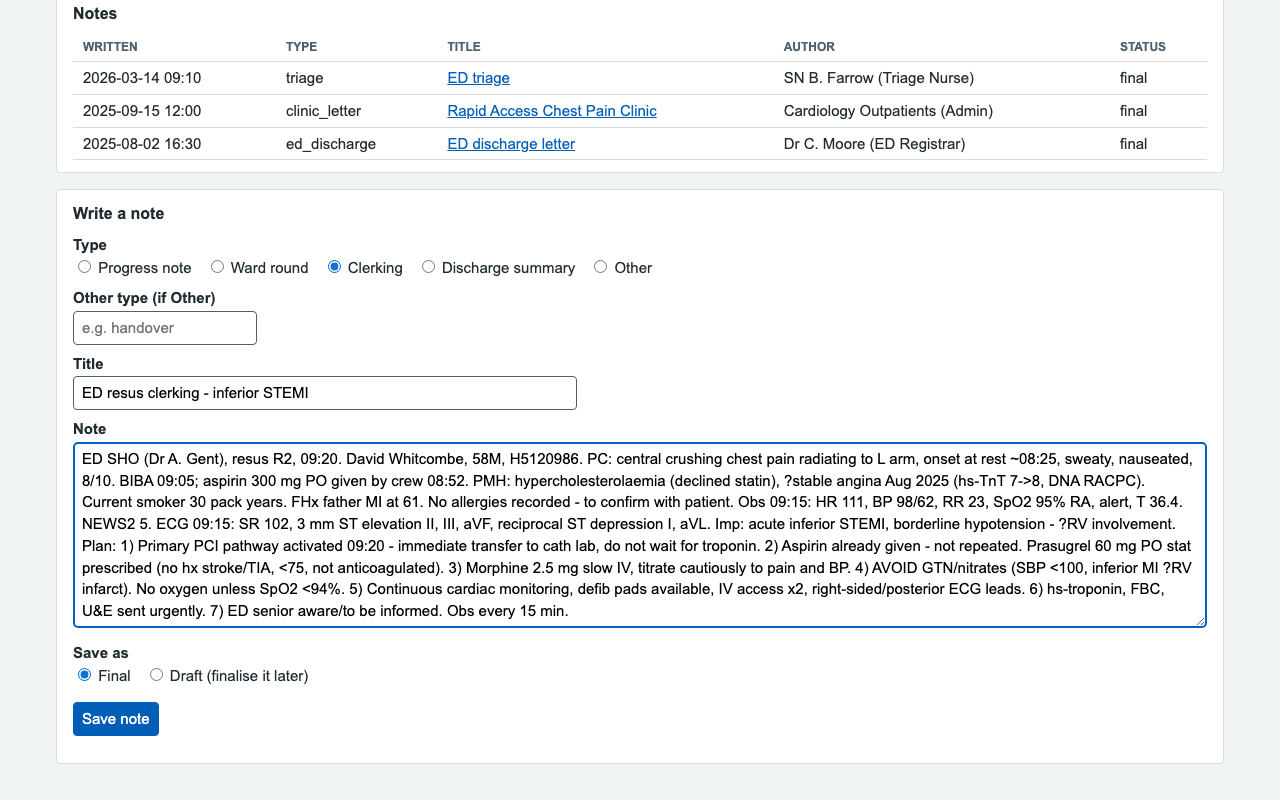 Notes
WRITTEN TYPE TITLE AUTHOR STATUS
2026-03-14 09:10 triage ED triage SN B. Farrow (Triage Nurse) final
2025-09-15 12:00 clinic_letter Rapid Access Chest Pain Clinic Cardiology Outpatients (Admin) final
2025-08-02 16:30 ed_discharge ED discharge letter Dr C. Moore (ED Registrar) final
Write a note
Type
Progress note Ward round Clerking Discharge summary Other
Other type (if Other)
e.g. handover
Title
ED resus clerking - inferior STEMI
Note
ED SHO (Dr A. Gent), resus R2, 09:20. David Whitcombe, 58M, H5120986. PC: central crushing chest pain radiating to L arm, onset at rest ~08:25, sweaty, nauseated,
8/10. BIBA 09:05; aspirin 300 mg PO given by crew 08:52. PMH: hypercholesterolaemia (declined statin), ?stable angina Aug 2025 (hs-TnT 7->8, DNA RACPC).
Current smoker 30 pack years. FHx father MI at 61. No allergies recorded - to confirm with patient. Obs 09:15: HR 111, BP 98/62, RR 23, SpO2 95% RA, alert, T 36.4.
NEWS2 5. ECG 09:15: SR 102, 3 mm ST elevation II, III, aVF, reciprocal ST depression I, aVL. Imp: acute inferior STEMI, borderline hypotension - ?RV involvement.
Plan: 1) Primary PCI pathway activated 09:20 - immediate transfer to cath lab, do not wait for troponin. 2) Aspirin already given - not repeated. Prasugrel 60 mg PO stat
prescribed (no hx stroke/TIA, <75, not anticoagulated). 3) Morphine 2.5 mg slow IV, titrate cautiously to pain and BP. 4) AVOID GTN/nitrates (SBP <100, inferior MI ?RV
infarct). No oxygen unless SpO2 <94%. 5) Continuous cardiac monitoring, defib pads available, IV access x2, right-sided/posterior ECG leads. 6) hs-troponin, FBC,
U&E sent urgently. 7) ED senior aware/to be informed. Obs every 15 min.
Save as
Final Draft (finalise it later)
Save note